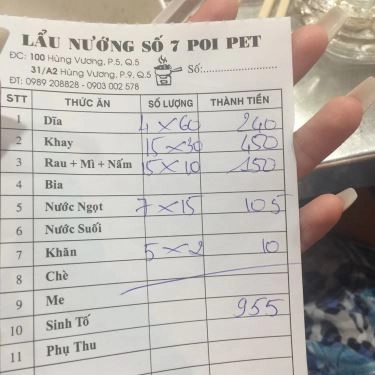 LẨU NƯỚNG SỐ 7 POI PET
ĐC: 100 Hùng Vương, P.5, Q.5
31/A2 Hùng Vương, P.9, Q.5
ĐT: 0989 208828 - 0903 002 578
Số:
STT THỨC ĂN SỐ LƯỢNG THÀNH TIỀN
1 Dĩa 4 x 60 240
2 Khay 15 x 30 450
3 Rau + Mì + Nấm 15 x 10 150
4 Bia
5 Nước Ngọt 7 x 15 105
6 Nước Suối
7 Khăn 5 x 2 10
8 Chè
9 Me 955
10 Sinh Tố
11 Phụ Thu